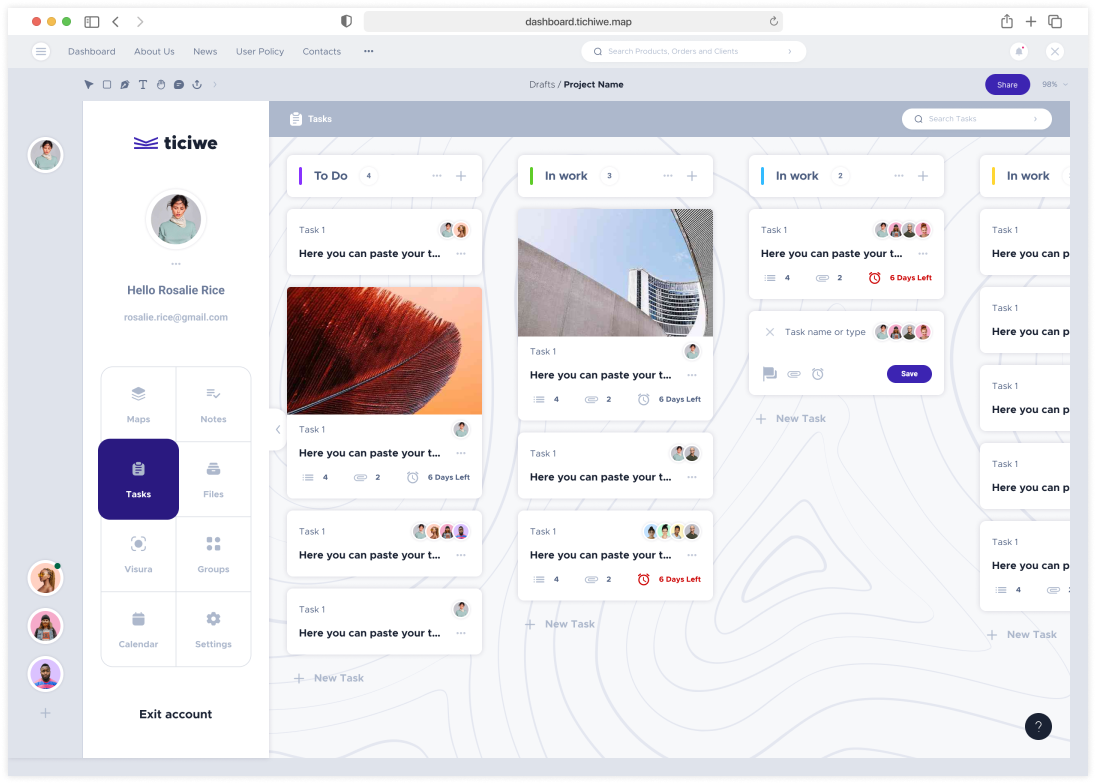 dashboard.tichiwe.map
Dashboard About Us News User Policy Contacts •••
Search Products, Orders and Clients
T
Drafts / Project Name
Share
98%
ticiwe
Hello Rosalie Rice
rosalie.rice@gmail.com
Maps Notes
Tasks Files
Visura Groups
Calendar Settings
Exit account
Tasks
Search Tasks
To Do 4
Task 1
Here you can paste your t...
Task 1
Here you can paste your t...
4 2 6 Days Left
Task 1
Here you can paste your t...
Task 1
Here you can paste your t...
New Task
In work 3
Task 1
Here you can paste your t...
4 2 6 Days Left
Task 1
Here you can paste your t...
Task 1
Here you can paste your t...
4 2 6 Days Left
New Task
In work 2
Task 1
Here you can paste your t...
4 2 6 Days Left
Task name or type
Save
New Task
In work
Task 1
Here you can p
Task 1
Here you can p
Task 1
Here you can p
Task 1
Here you can p
Task 1
Here you can p
4
New Task
?